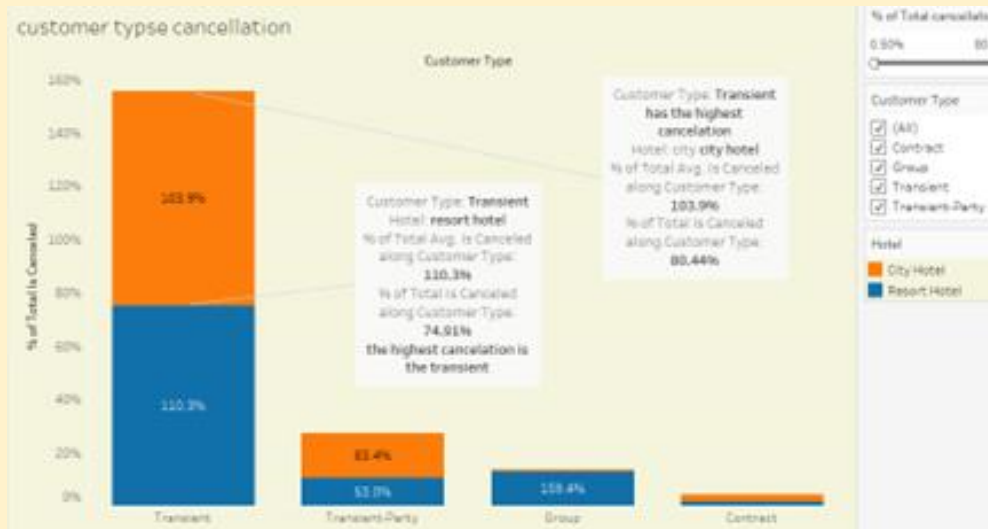 customer typse cancellation
Customer Type
% of Total Is Canceled
160%
140%
120%
100%
80%
60%
40%
20%
0%
103.9%
110.3%
53.0%
159.4%
Transient
Transient-Party
Group
Contract
Customer Type: Transient
Hotel: resort hotel
% of Total Avg. Is Canceled
along Customer Type:
110.3%
% of Total Is Canceled
along Customer Type:
74.91%
the highest cancelation is
the transient
Customer Type: Transient
has the highest
cancelation
Hotel: city city hotel
% of Total Avg. Is Canceled
along Customer Type:
103.9%
% of Total Is Canceled
along Customer Type:
80.44%
% of Total
Customer Type
(All)
Contract
Group
Transient
Transient-Party
Hotel
City Hotel
Resort Hotel